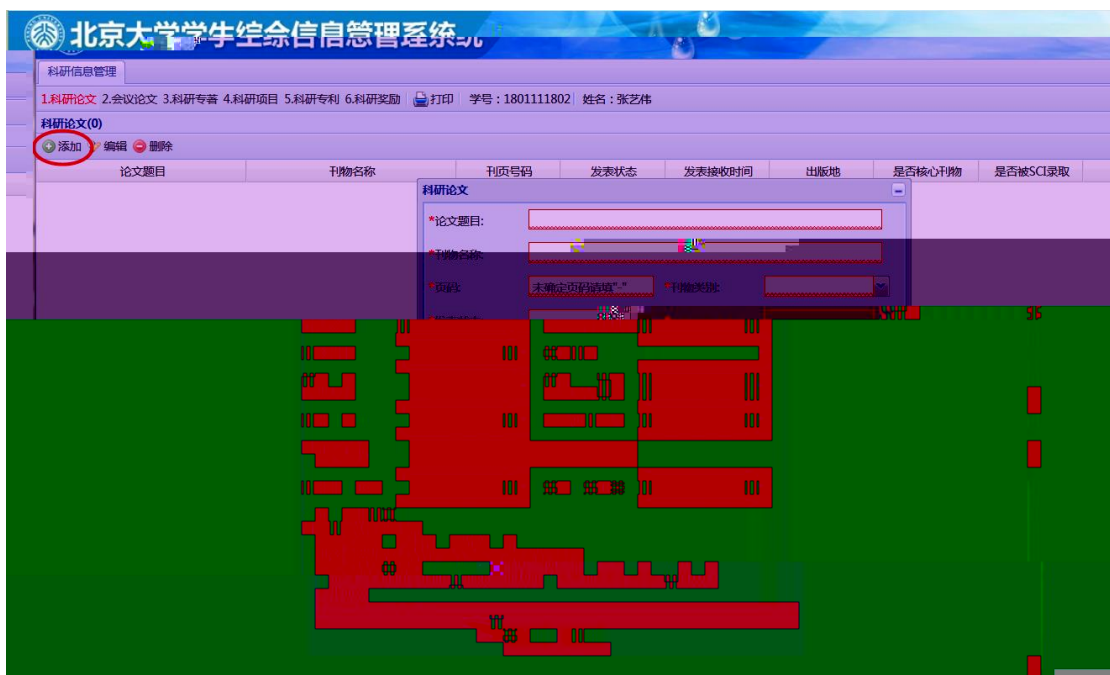 北京大学学生综合信息管理系统
科研信息管理
1.科研论文 2.会议论文 3.科研专著 4.科研项目 5.科研专利 6.科研奖励 打印 学号：1801111802 姓名：张艺伟
科研论文(0)
添加 编辑 删除
论文题目 刊物名称 刊页号码 发表状态 发表接收时间 出版地 是否核心刊物 是否被SCI录取
科研论文
*论文题目:
*刊物名称:
*页码: 未确定页码请填"-" *刊物类别: